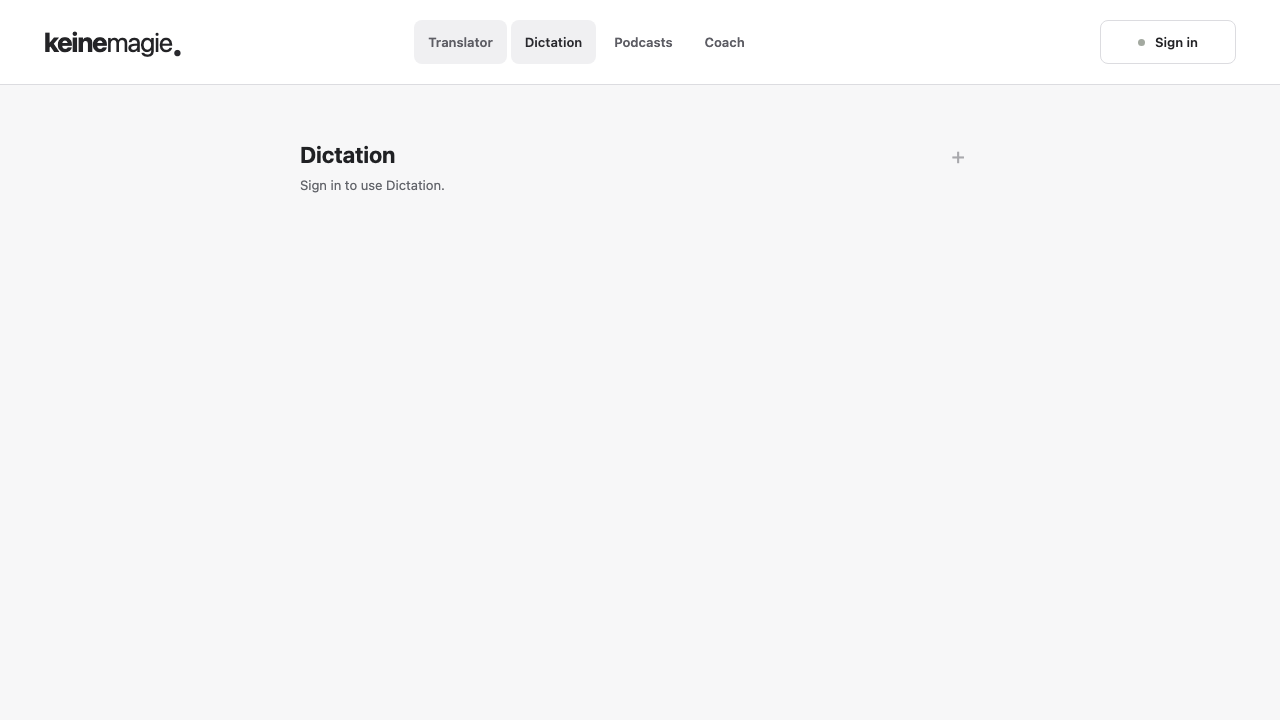 keinemagie.
Translator
Dictation
Podcasts
Coach
Sign in
Dictation
+
Sign in to use Dictation.